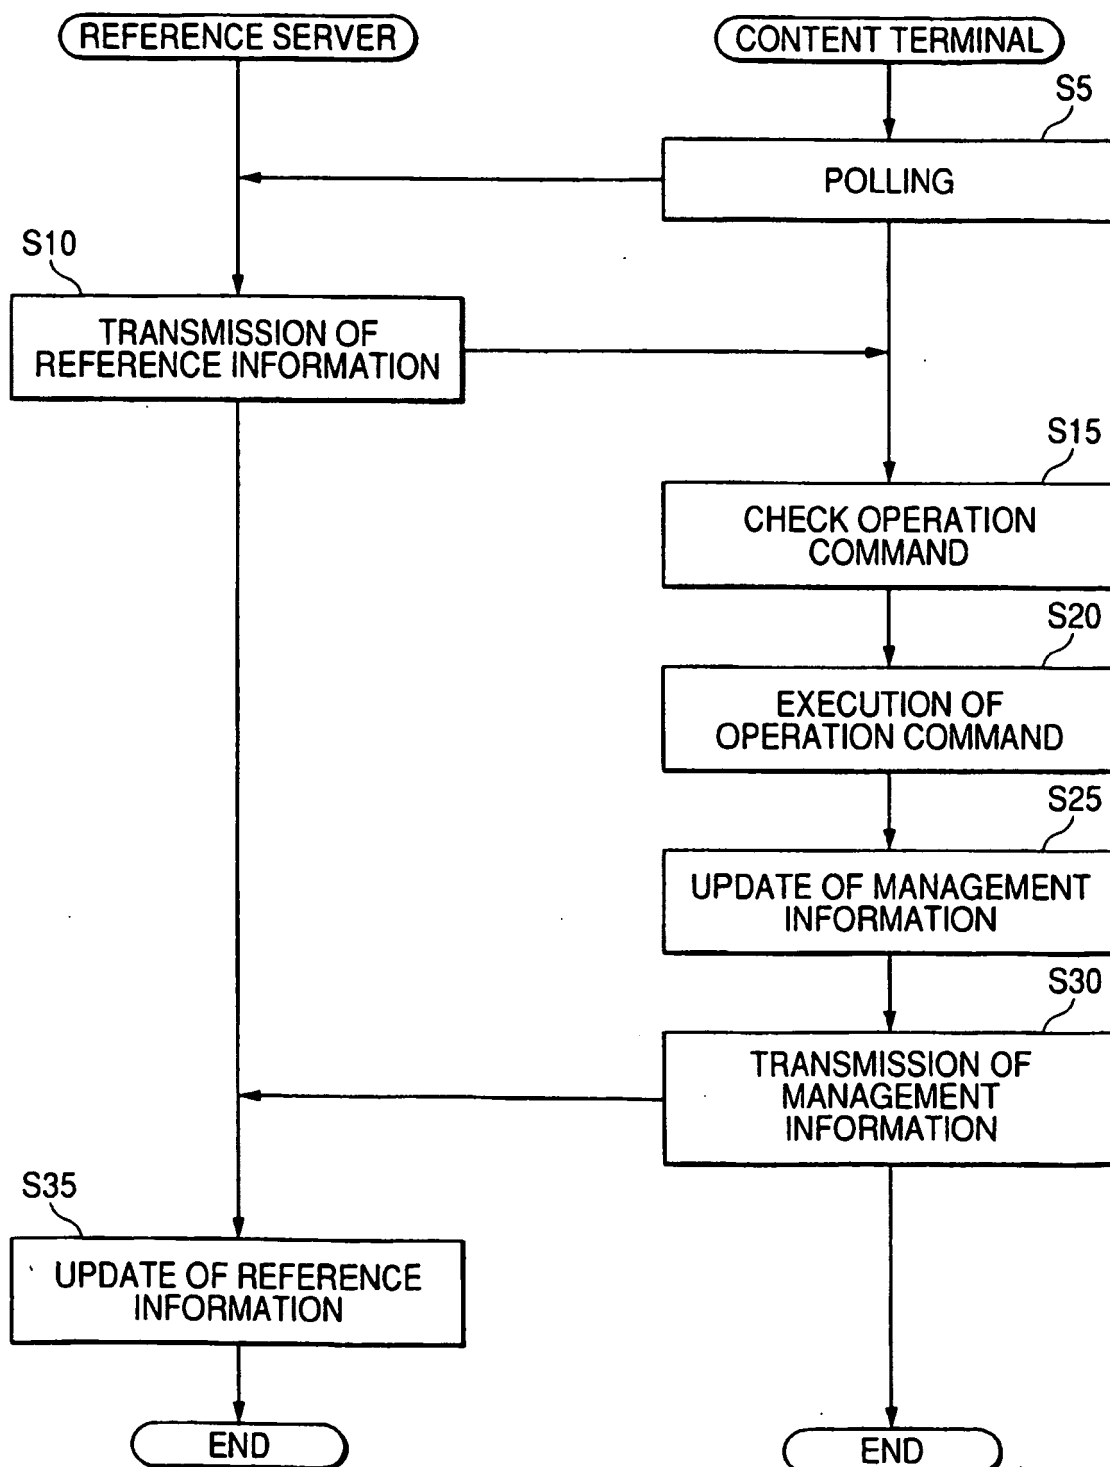 REFERENCE SERVER
CONTENT TERMINAL
S5
POLLING
S10
TRANSMISSION OF
REFERENCE INFORMATION
S15
CHECK OPERATION
COMMAND
S20
EXECUTION OF
OPERATION COMMAND
S25
UPDATE OF MANAGEMENT
INFORMATION
S30
TRANSMISSION OF
MANAGEMENT
INFORMATION
S35
UPDATE OF REFERENCE
INFORMATION
END
END